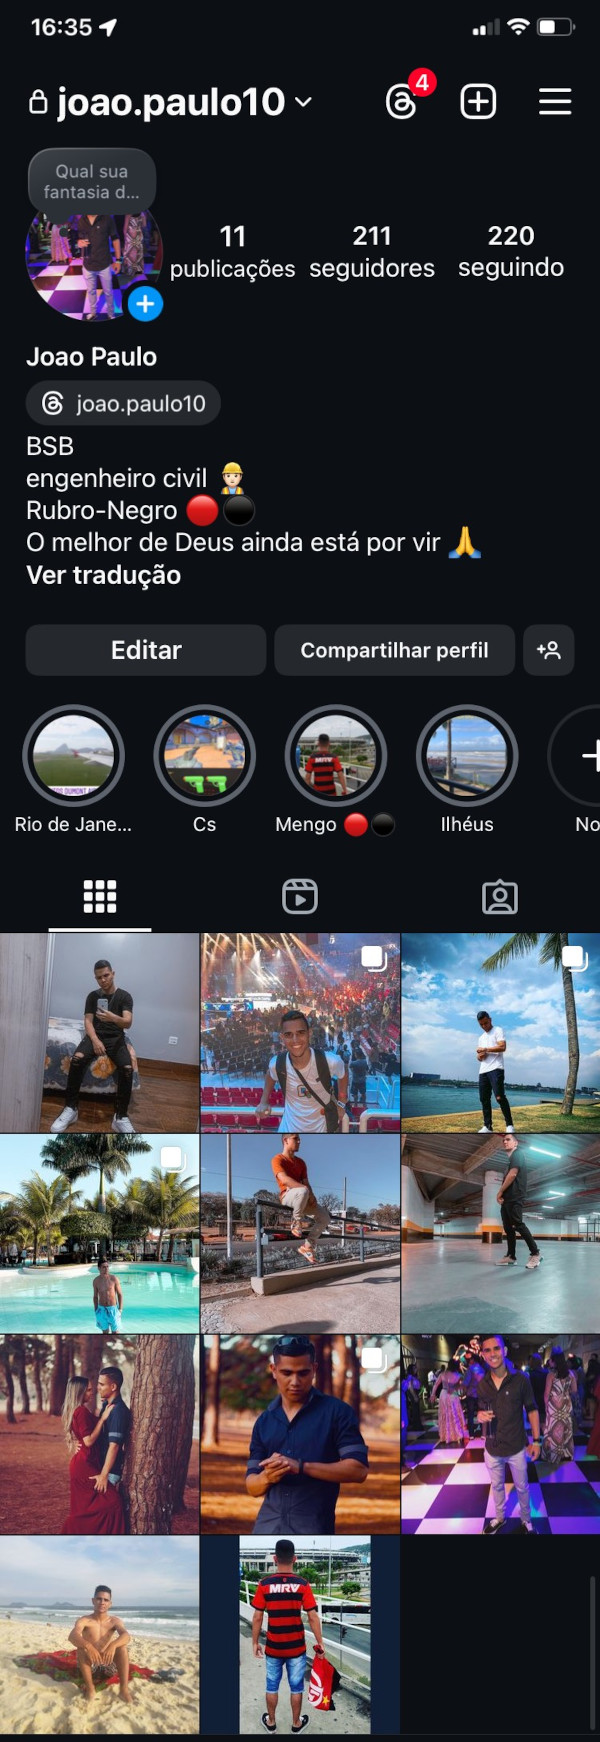 16:35
joao.paulo10
4
Qual sua
fantasia d...
11
publicações
211
seguidores
220
seguindo
Joao Paulo
joao.paulo10
BSB
engenheiro civil 👷🏻
Rubro-Negro 🔴⚫
O melhor de Deus ainda está por vir 🙏
Ver tradução
Editar
Compartilhar perfil
Rio de Jane...
Cs
Mengo 🔴⚫
Ilhéus
No
MRV
MRV